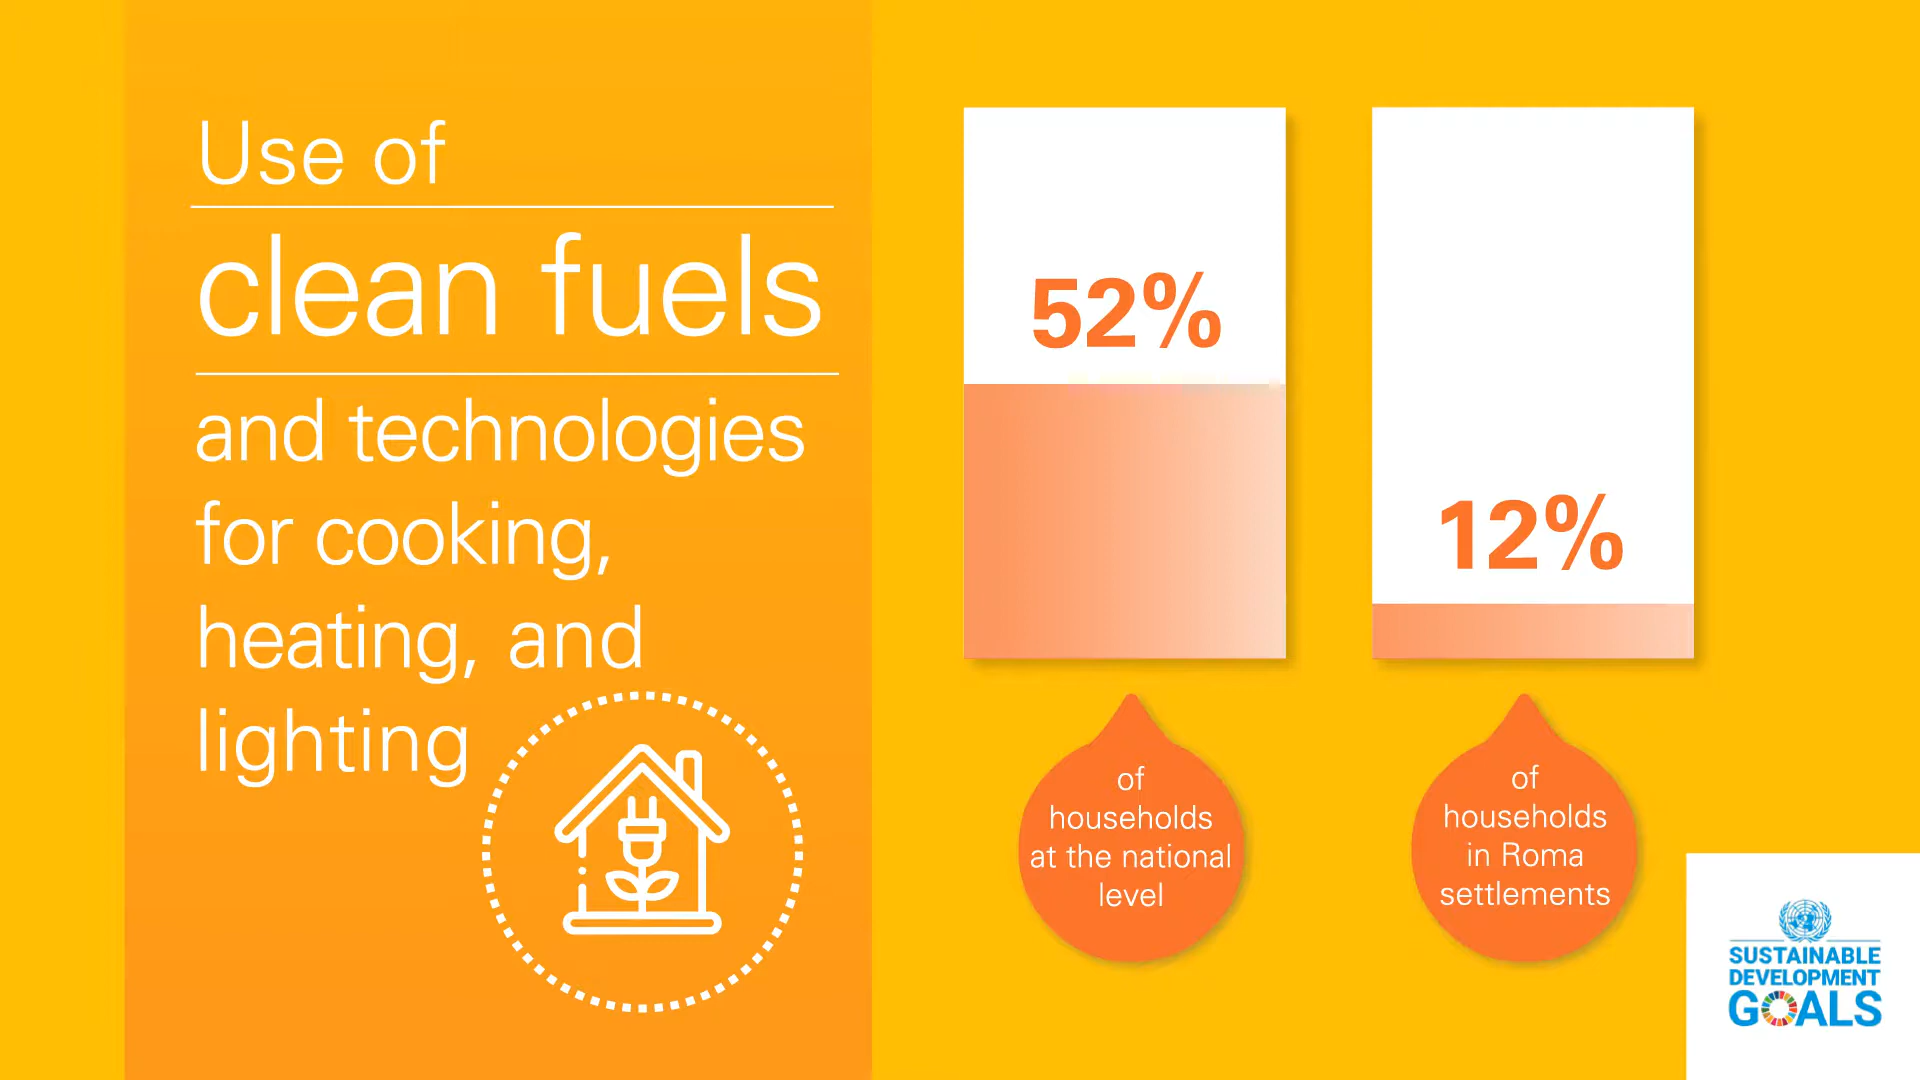 Use of
clean fuels
and technologies
for cooking,
heating, and
lighting
52%
of
households
at the national
level
12%
of
households
in Roma
settlements
SUSTAINABLE
DEVELOPMENT
GOALS